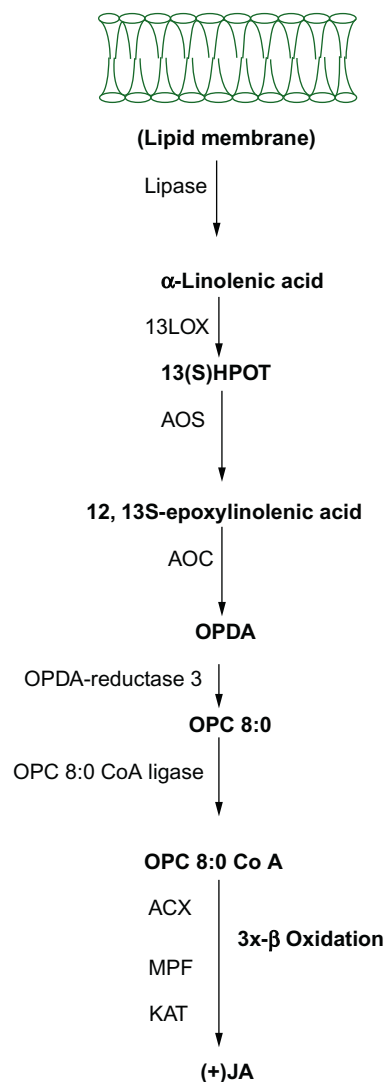 (Lipid membrane)
Lipase
α-Linolenic acid
13LOX
13(S)HPOT
AOS
12, 13S-epoxylinolenic acid
AOC
OPDA
OPDA-reductase 3
OPC 8:0
OPC 8:0 CoA ligase
OPC 8:0 Co A
ACX
3x-β Oxidation
MPF
KAT
(+)JA